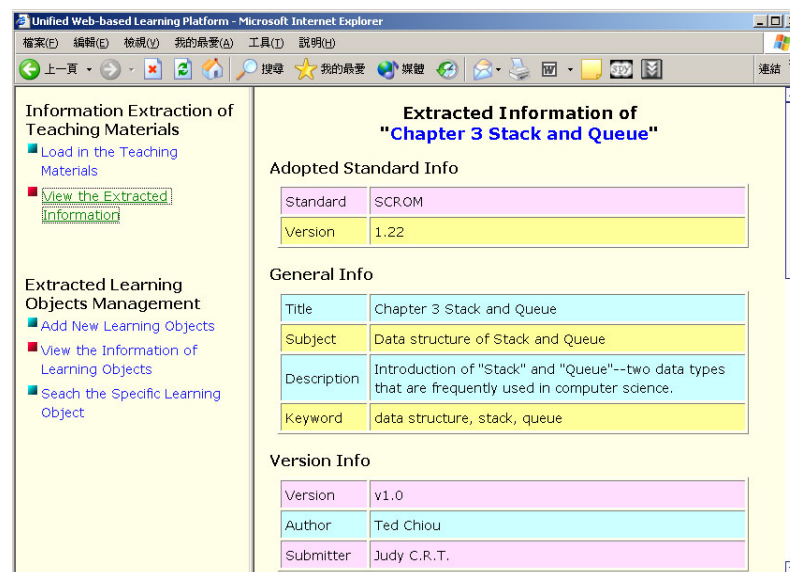 Unified Web-based Learning Platform - Microsoft Internet Explorer
檔案(F) 編輯(E) 檢視(V) 我的最愛(A) 工具(T) 說明(H)
上一頁 搜尋 我的最愛 媒體 連結
Information Extraction of
Teaching Materials
Load in the Teaching
Materials
View the Extracted
Information
Extracted Learning
Objects Management
Add New Learning Objects
View the Information of
Learning Objects
Seach the Specific Learning
Object
Extracted Information of
"Chapter 3 Stack and Queue"
Adopted Standard Info
Standard SCROM
Version 1.22
General Info
Title Chapter 3 Stack and Queue
Subject Data structure of Stack and Queue
Description Introduction of "Stack" and "Queue"--two data types
that are frequently used in computer science.
Keyword data structure, stack, queue
Version Info
Version v1.0
Author Ted Chiou
Submitter Judy C.R.T.